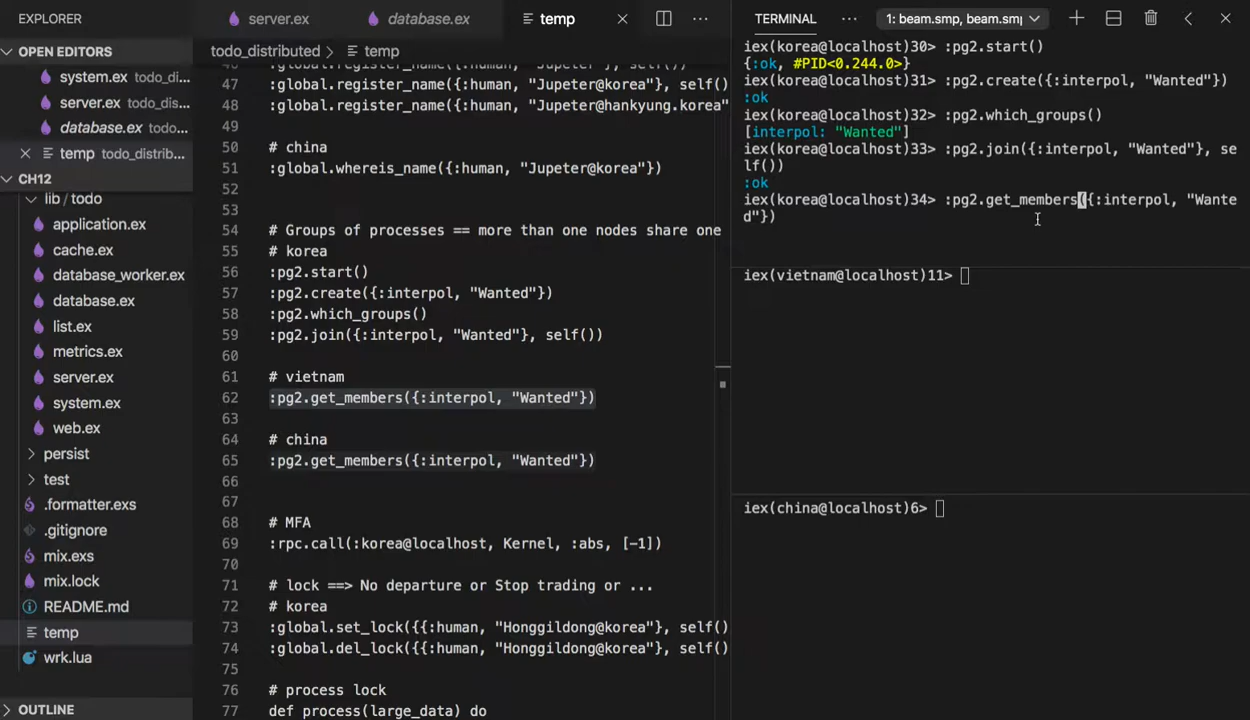 EXPLORER
OPEN EDITORS
system.ex todo_di...
server.ex todo_dis...
database.ex todo...
temp todo_distrib...
CH12
lib / todo
application.ex
cache.ex
database_worker.ex
database.ex
list.ex
metrics.ex
server.ex
system.ex
web.ex
persist
test
.formatter.exs
.gitignore
mix.exs
mix.lock
README.md
temp
wrk.lua
OUTLINE
server.ex
database.ex
temp
todo_distributed > temp
47 :global.register_name({:human, "Jupeter@korea"}, self()
48 :global.register_name({:human, "Jupeter@hankyung.korea"
49
50 # china
51 :global.whereis_name({:human, "Jupeter@korea"})
52
53
54 # Groups of processes == more than one nodes share one
55 # korea
56 :pg2.start()
57 :pg2.create({:interpol, "Wanted"})
58 :pg2.which_groups()
59 :pg2.join({:interpol, "Wanted"}, self())
60
61 # vietnam
62 :pg2.get_members({:interpol, "Wanted"})
63
64 # china
65 :pg2.get_members({:interpol, "Wanted"})
66
67
68 # MFA
69 :rpc.call(:korea@localhost, Kernel, :abs, [-1])
70
71 # lock ==> No departure or Stop trading or ...
72 # korea
73 :global.set_lock({{:human, "Honggildong@korea"}, self()
74 :global.del_lock({{:human, "Honggildong@korea"}, self()
75
76 # process lock
77 def process(large_data) do
TERMINAL
1: beam.smp, beam.smp
iex(korea@localhost)30> :pg2.start()
{:ok, #PID<0.244.0>}
iex(korea@localhost)31> :pg2.create({:interpol, "Wanted"})
:ok
iex(korea@localhost)32> :pg2.which_groups()
[interpol: "Wanted"]
iex(korea@localhost)33> :pg2.join({:interpol, "Wanted"}, se
lf())
:ok
iex(korea@localhost)34> :pg2.get_members({:interpol, "Wante
d"})
iex(vietnam@localhost)11>
iex(china@localhost)6>